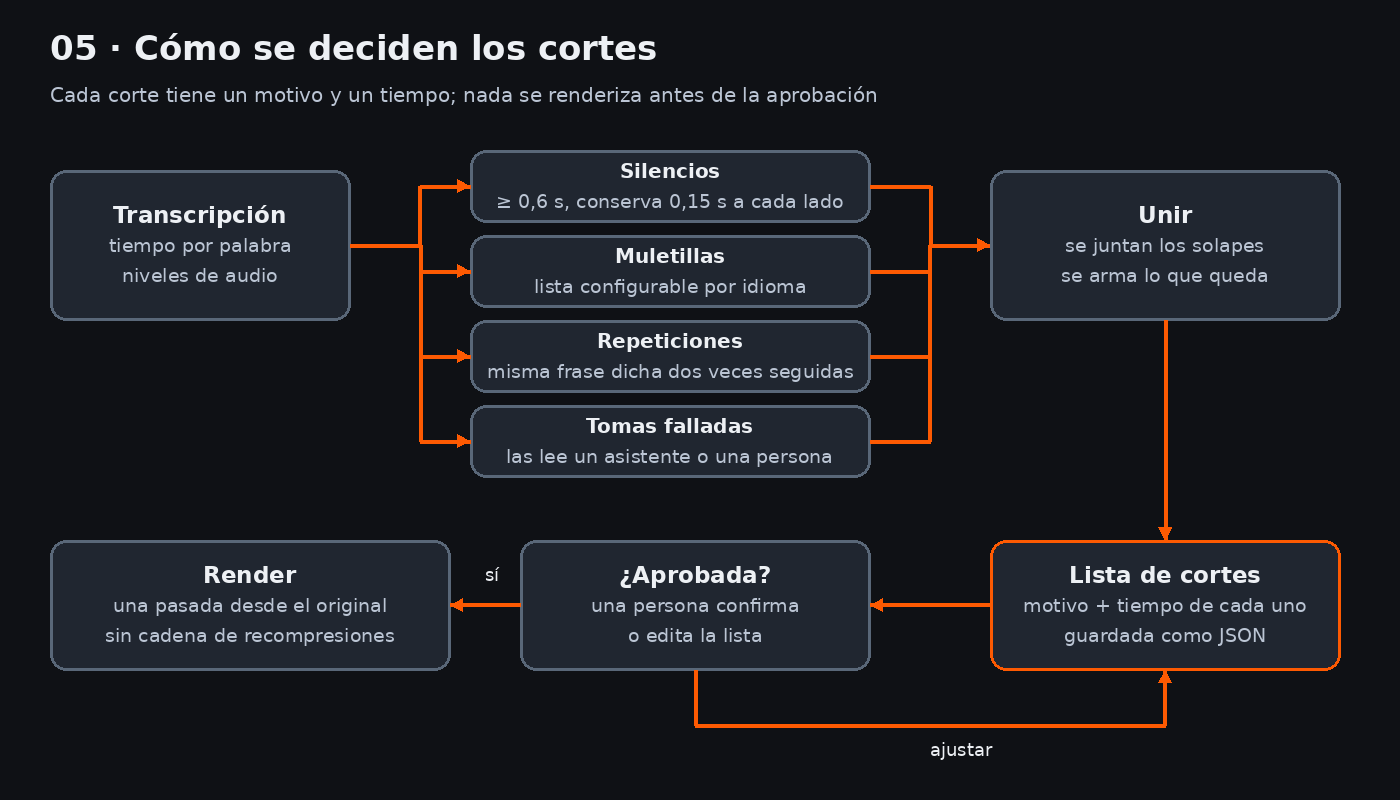 05 · Cómo se deciden los cortes
Cada corte tiene un motivo y un tiempo; nada se renderiza antes de la aprobación
Transcripción
tiempo por palabra
niveles de audio
Silencios
≥ 0,6 s, conserva 0,15 s a cada lado
Muletillas
lista configurable por idioma
Repeticiones
misma frase dicha dos veces seguidas
Tomas falladas
las lee un asistente o una persona
Unir
se juntan los solapes
se arma lo que queda
Lista de cortes
motivo + tiempo de cada uno
guardada como JSON
¿Aprobada?
una persona confirma
o edita la lista
sí
Render
una pasada desde el original
sin cadena de recompresiones
ajustar